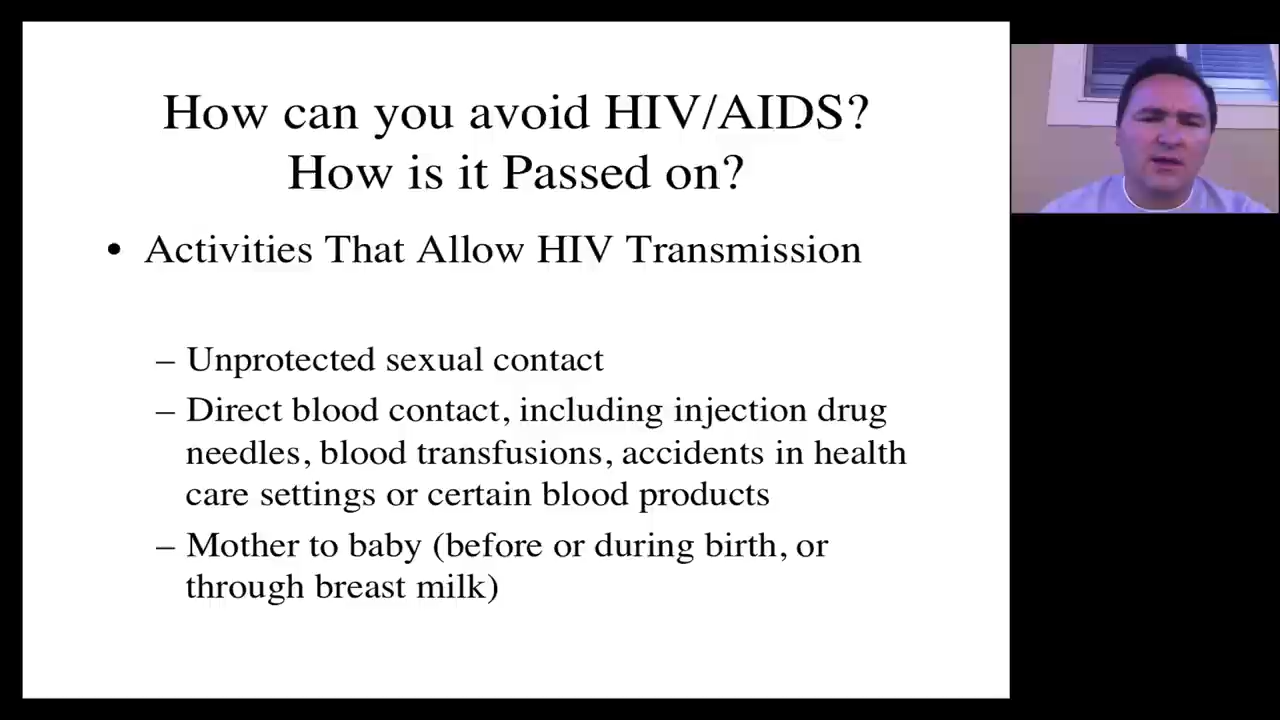 How can you avoid HIV/AIDS?
How is it Passed on?
• Activities That Allow HIV Transmission
– Unprotected sexual contact
– Direct blood contact, including injection drug
needles, blood transfusions, accidents in health
care settings or certain blood products
– Mother to baby (before or during birth, or
through breast milk)